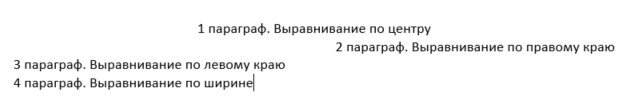 1 параграф. Выравнивание по центру
2 параграф. Выравнивание по правому краю
3 параграф. Выравнивание по левому краю
4 параграф. Выравнивание по ширине